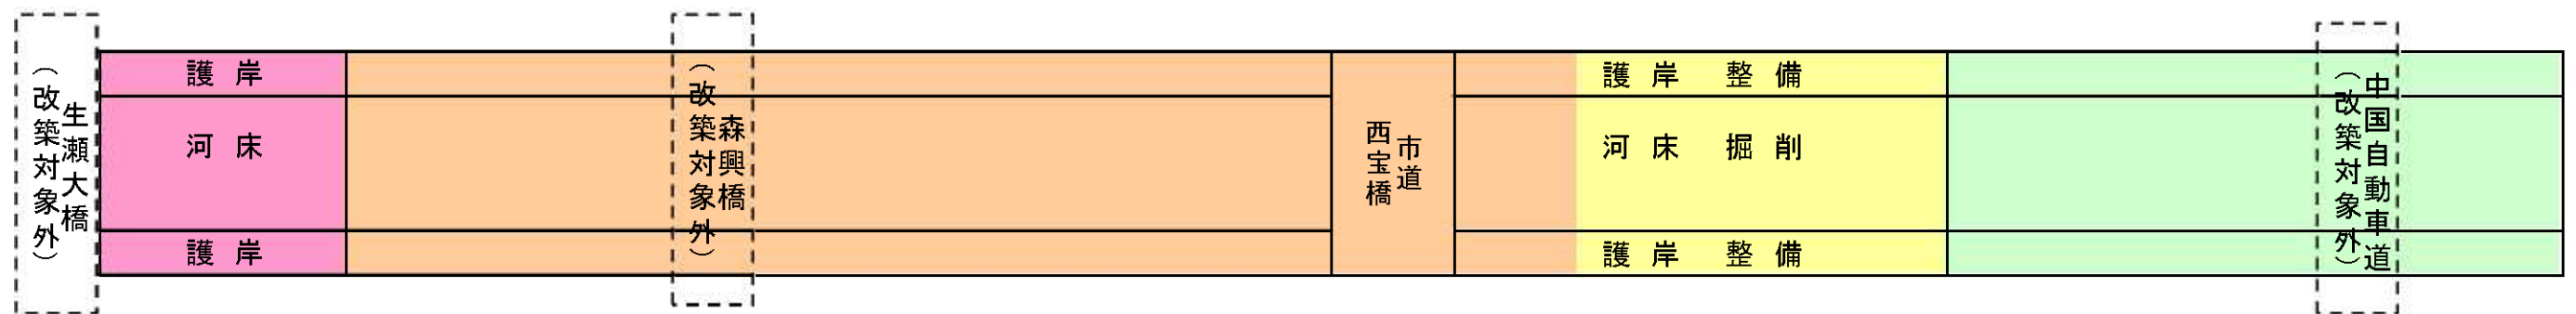 生瀬大橋
（改築対象外）
護岸
河床
護岸
森興橋
（改築対象外）
市道
西宝橋
護岸 整備
河床 掘削
護岸 整備
中国自動車道
（改築対象外）